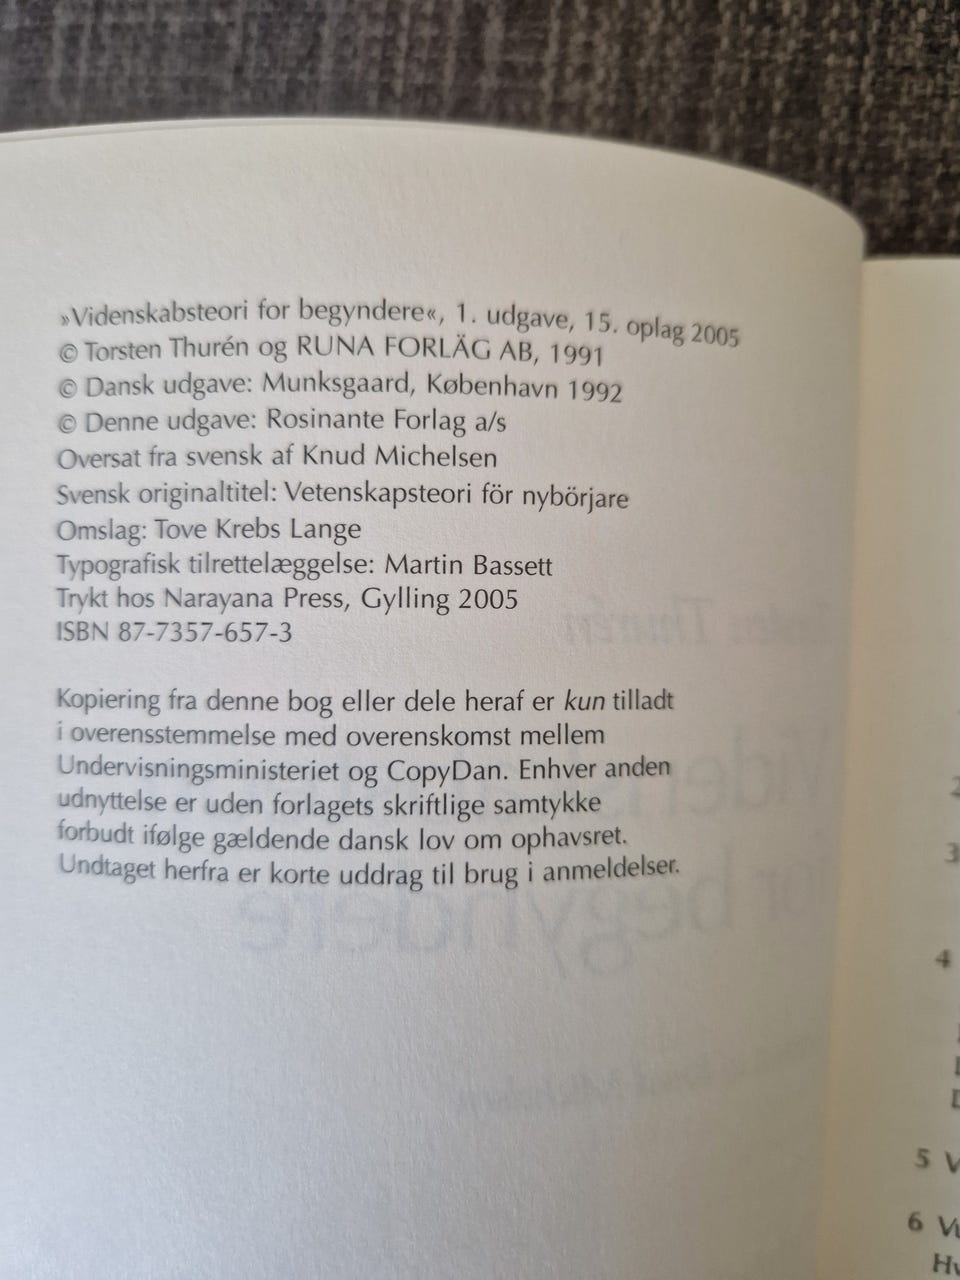 »Videnskabsteori for begyndere«, 1. udgave, 15. oplag 2005
© Torsten Thurén og RUNA FORLÄG AB, 1991
© Dansk udgave: Munksgaard, København 1992
© Denne udgave: Rosinante Forlag a/s
Oversat fra svensk af Knud Michelsen
Svensk originaltitel: Vetenskapsteori för nybörjare
Omslag: Tove Krebs Lange
Typografisk tilrettelæggelse: Martin Bassett
Trykt hos Narayana Press, Gylling 2005
ISBN 87-7357-657-3
Kopiering fra denne bog eller dele heraf er kun tilladt
i overensstemmelse med overenskomst mellem
Undervisningsministeriet og CopyDan. Enhver anden
udnyttelse er uden forlagets skriftlige samtykke
forbudt ifølge gældende dansk lov om ophavsret.
Undtaget herfra er korte uddrag til brug i anmeldelser.
3
4
5
6